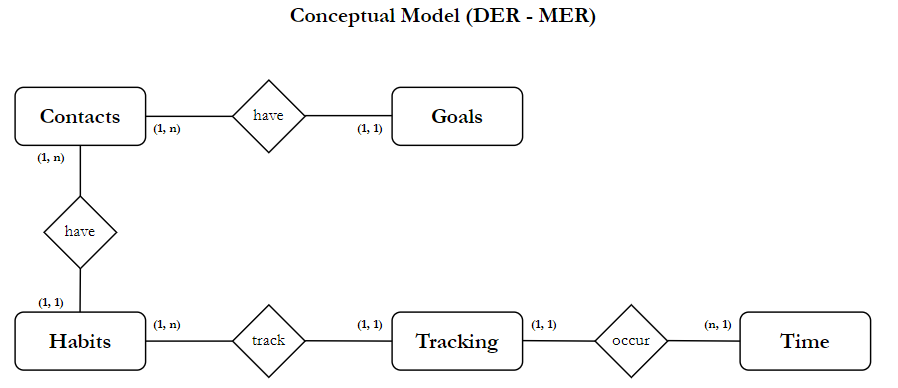 Conceptual Model (DER - MER)
Contacts
(1, n)
have
(1, 1)
Goals
(1, n)
have
(1, 1)
Habits
(1, n)
track
(1, 1)
Tracking
(1, 1)
occur
(n, 1)
Time